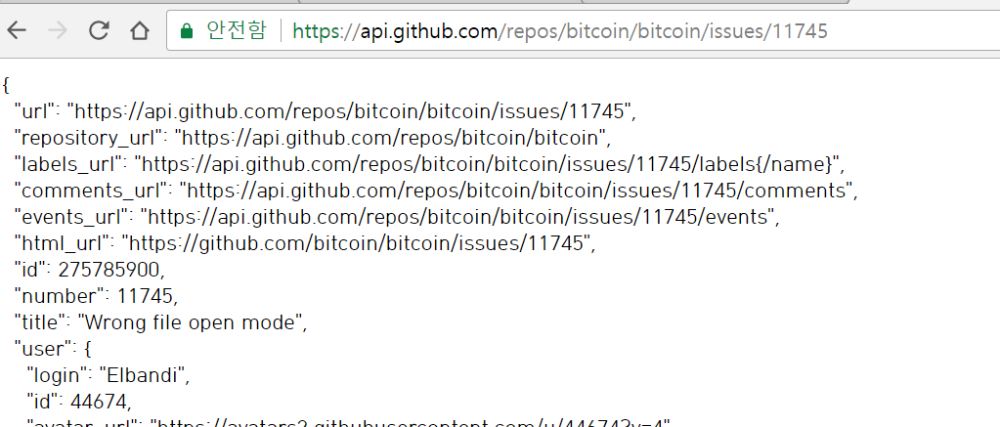 안전함 https://api.github.com/repos/bitcoin/bitcoin/issues/11745
{
"url": "https://api.github.com/repos/bitcoin/bitcoin/issues/11745",
"repository_url": "https://api.github.com/repos/bitcoin/bitcoin",
"labels_url": "https://api.github.com/repos/bitcoin/bitcoin/issues/11745/labels{/name}",
"comments_url": "https://api.github.com/repos/bitcoin/bitcoin/issues/11745/comments",
"events_url": "https://api.github.com/repos/bitcoin/bitcoin/issues/11745/events",
"html_url": "https://github.com/bitcoin/bitcoin/issues/11745",
"id": 275785900,
"number": 11745,
"title": "Wrong file open mode",
"user": {
"login": "Elbandi",
"id": 44674,
"avatar_url": "https://avatars2.githubusercontent.com/u/44674?v=4"